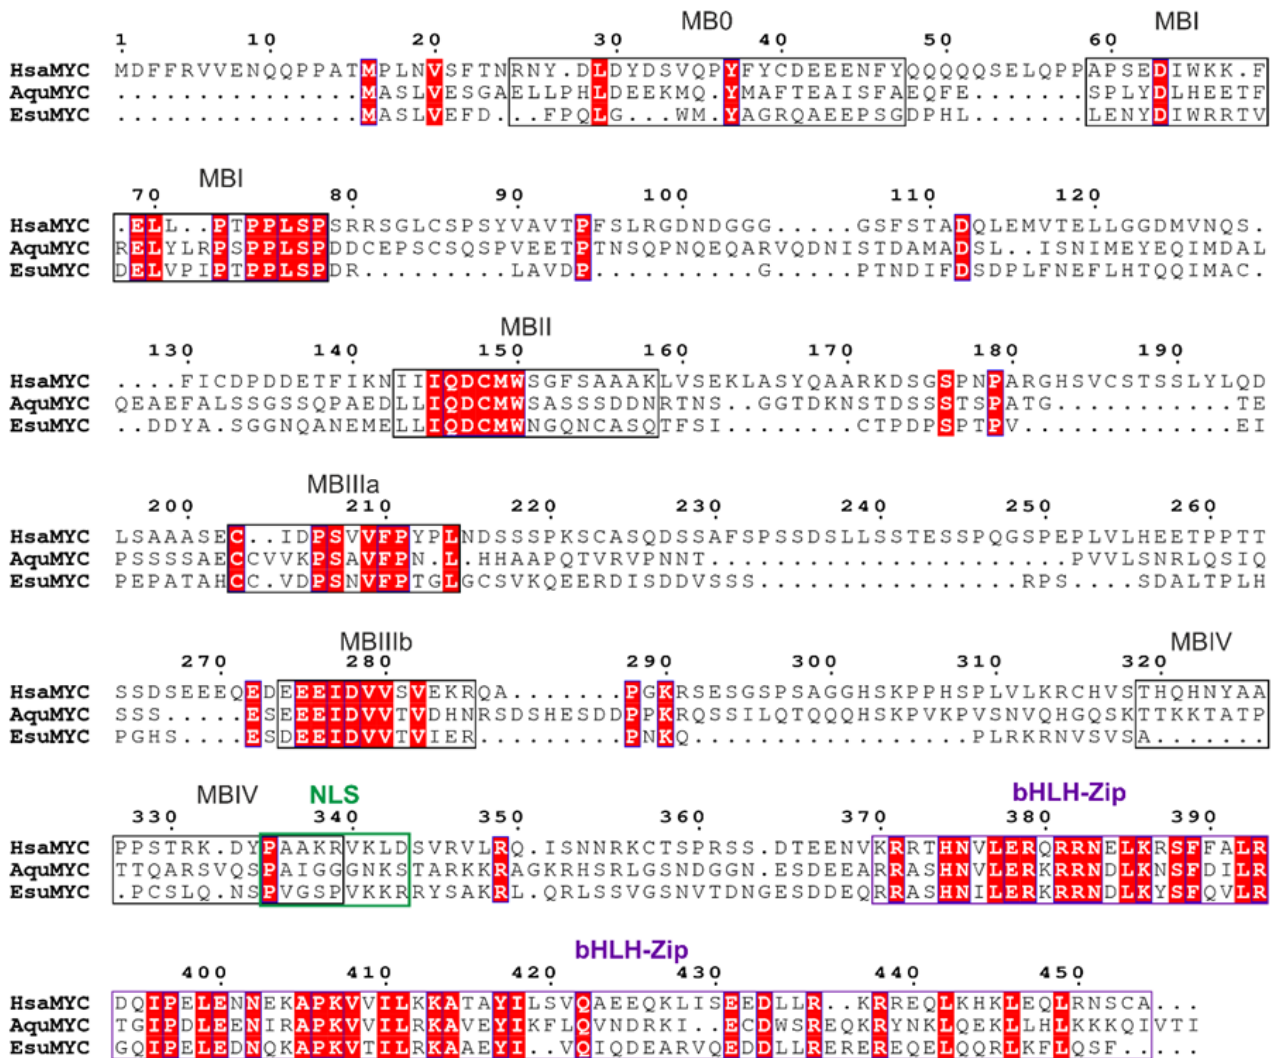 MB0 MBI
1 10 20 30 40 50 60
HsaMYC MDFFRVVENQQPPATMPLNVSFTNRNY.DLDYDSVQPYFYCDEEENFYQQQQQSELQPPAPSEDIWKK.F
AquMYC ...............MASLVESGAELLPHLDEEKMQ.YMAFTEAISFAEQFE.......SPLYDLHEETF
EsuMYC ...............MASLVEFD..FPQLG...WM.YAGRQAEEPSGDPHL.......LENYDIWRRTV
MBI
70 80 90 100 110 120
HsaMYC .ELL..PTPPLSPSRRSGLCSPSYVAVTPFSLRGDNDGGG.....GSFSTADQLEMVTELLGGDMVNQS.
AquMYC RELYLRPSPPLSPDDCEPSCSQSPVEETPTNSQPNQEQARVQDNISTDAMADSL..ISNIMEYEQIMDAL
EsuMYC DELVPIPTPPLSPDR.........LAVDP..........G.....PTNDIFDSDPLFNEFLHTQQIMAC.
MBII
130 140 150 160 170 180 190
HsaMYC ....FICDPDDETFIKNIIIQDCMWSGFSAAAKLVSEKLASYQAARKDSGSPNPARGHSVCSTSSLYLQD
AquMYC QEAEFALSSGSSQPAEDLLIQDCMWSASSSDDNRTNS..GGTDKNSTDSSSTSPATG...........TE
EsuMYC ..DDYA.SGGNQANEMELLIQDCMWNGQNCASQTFSI........CTPDPSPTPV.............EI
MBIIIa
200 210 220 230 240 250 260
HsaMYC LSAAASEC..IDPSVVFPYPLNDSSSPKSCASQDSSAFSPSSDSLLSSTESSPQGSPEPLVLHEETPPTT
AquMYC PSSSSAECCVVKPSAVFPN.L.HHAAPQTVRVPNNT......................PVVLSNRLQSIQ
EsuMYC PEPATAHCC.VDPSNVFPTGLGCSVKQEERDISDDVSSS................RPS....SDALTPLH
MBIIIb MBIV
270 280 290 300 310 320
HsaMYC SSDSEEEQEDEEEIDVVSVEKRQA.......PGKRSESGSPSAGGHSKPPHSPLVLKRCHVSTHQHNYAA
AquMYC SSS.....ESEEEIDVVTVDHNRSDSHESDDPPKRQSSILQTQQQHSKPVKPVSNVQHGQSKTTKKTATP
EsuMYC PGHS....ESDEEIDVVTVIER.........PNKQ.................PLRKRNVSVSA.......
MBIV NLS bHLH-Zip
330 340 350 360 370 380 390
HsaMYC PPSTRK.DYPAAKRVKLDSVRVLRQ.ISNNRKCTSPRSS.DTEENVKRRTHNVLERQRRNELKRSFFALR
AquMYC TTQARSVQSPAIGGGNKSTARKKRAGKRHSRLGSNDGGN.ESDEEARRASHNVLERKRRNDLKNSFDILR
EsuMYC .PCSLQ.NSPVGSPVKKRRYSAKRL.QRLSSVGSNVTDNGESDDEQRRASHNILERKRRNDLKYSFQVLR
bHLH-Zip
400 410 420 430 440 450
HsaMYC DQIPELENNEKAPKVVILKKATAYILSVQAEEQKLISEEDLLR..KRREQLKHKLEQLRNSCA...
AquMYC TGIPDLEENIRAPKVVILRKAVEYIKFLQVNDRKI..ECDWSREQKRYNKLQEKLLHLKKKQIVTI
EsuMYC GQIPELEDNQKAPKVTILRKAAEYI..VQIQDEARVQEDDLLREREREQELQQRLKFLQSF.....